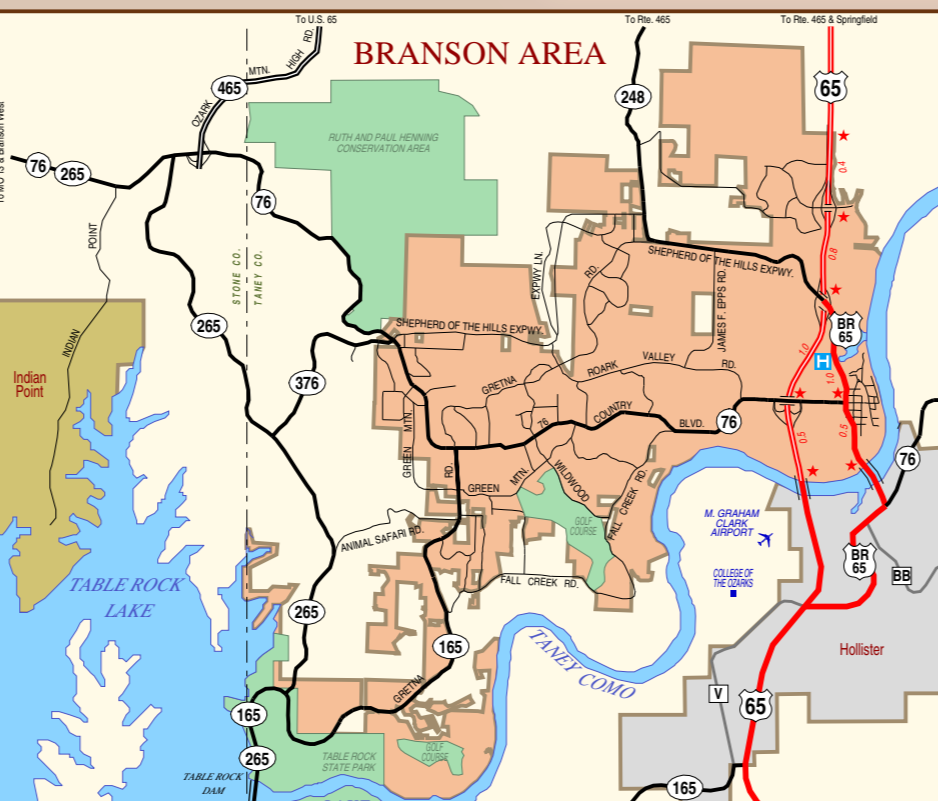 To U.S. 65
To Rte. 465
To Rte. 465 & Springfield
BRANSON AREA
OZARK MTN. HIGH RD.
465
248
65
RUTH AND PAUL HENNING
CONSERVATION AREA
0.4
76
265
76
To MO 13 & Branson West
INDIAN POINT
STONE CO.
TANEY CO.
EXPWY LN.
RD.
SHEPHERD OF THE HILLS EXPWY.
JAMES F. EPPS RD.
0.8
265
SHEPHERD OF THE HILLS EXPWY.
BR
65
1.0
H
1.0
Indian
Point
376
GRETNA
ROARK VALLEY RD.
76 COUNTRY BLVD.
76
0.5
0.5
76
GREEN MTN.
RD.
GREEN MTN.
WILDWOOD
FALL CREEK RD.
GOLF
COURSE
ANIMAL SAFARI RD.
M. GRAHAM
CLARK
AIRPORT
BR
65
BB
COLLEGE OF
THE OZARKS
FALL CREEK RD.
TABLE ROCK
LAKE
265
165
TANEY COMO
Hollister
GRETNA
V
65
165
265
GOLF
COURSE
TABLE ROCK
STATE PARK
TABLE ROCK
DAM
165